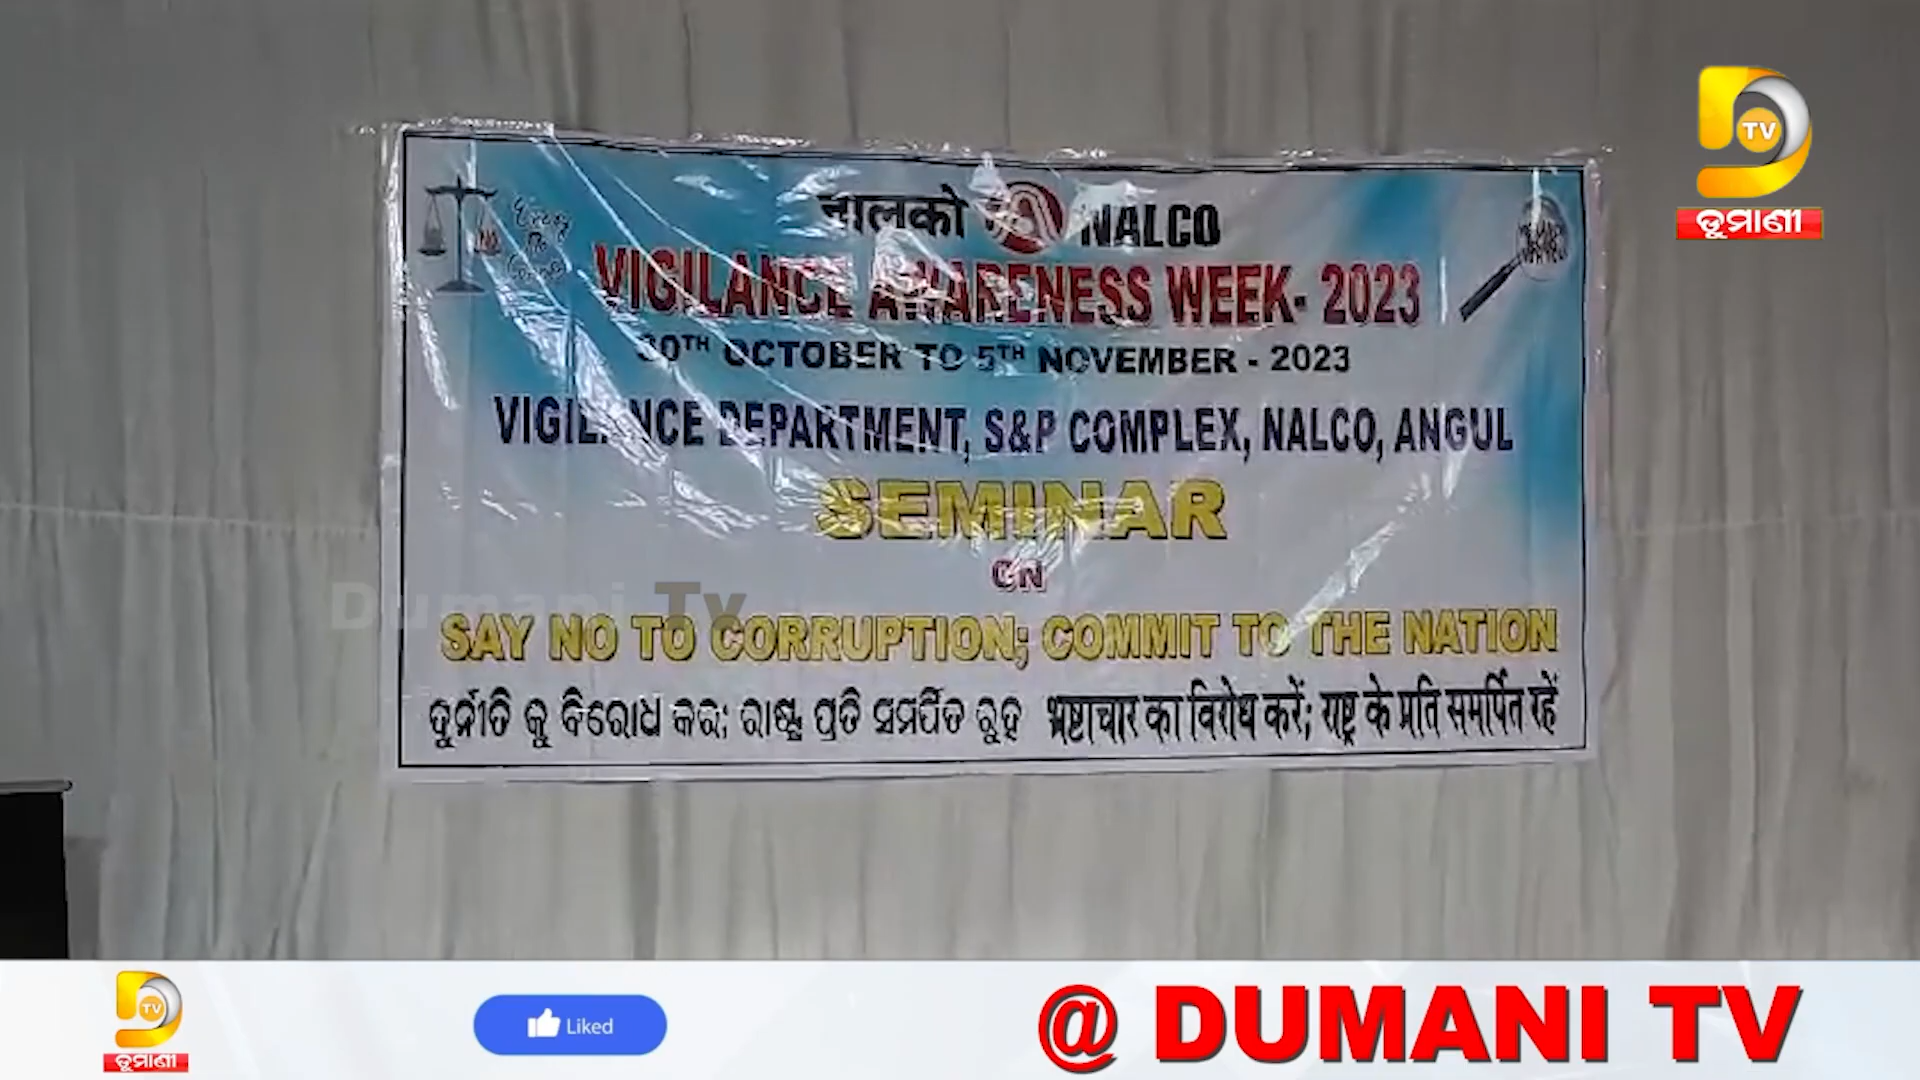 TV
ଡୁମାଣୀ
नालको NALCO
VIGILANCE AWARENESS WEEK- 2023
30TH OCTOBER TO 5TH NOVEMBER - 2023
VIGILANCE DEPARTMENT, S&P COMPLEX, NALCO, ANGUL
SEMINAR
ON
Dumani Tv
SAY NO TO CORRUPTION; COMMIT TO THE NATION
ଦୁର୍ନୀତି କୁ ବିରୋଧ କର; ରାଷ୍ଟ୍ର ପ୍ରତି ସମର୍ପିତ ରୁହ भ्रष्टाचार का विरोध करें; राष्ट्र के प्रति समर्पित रहें
TV
ଡୁମାଣୀ
Liked
@ DUMANI TV